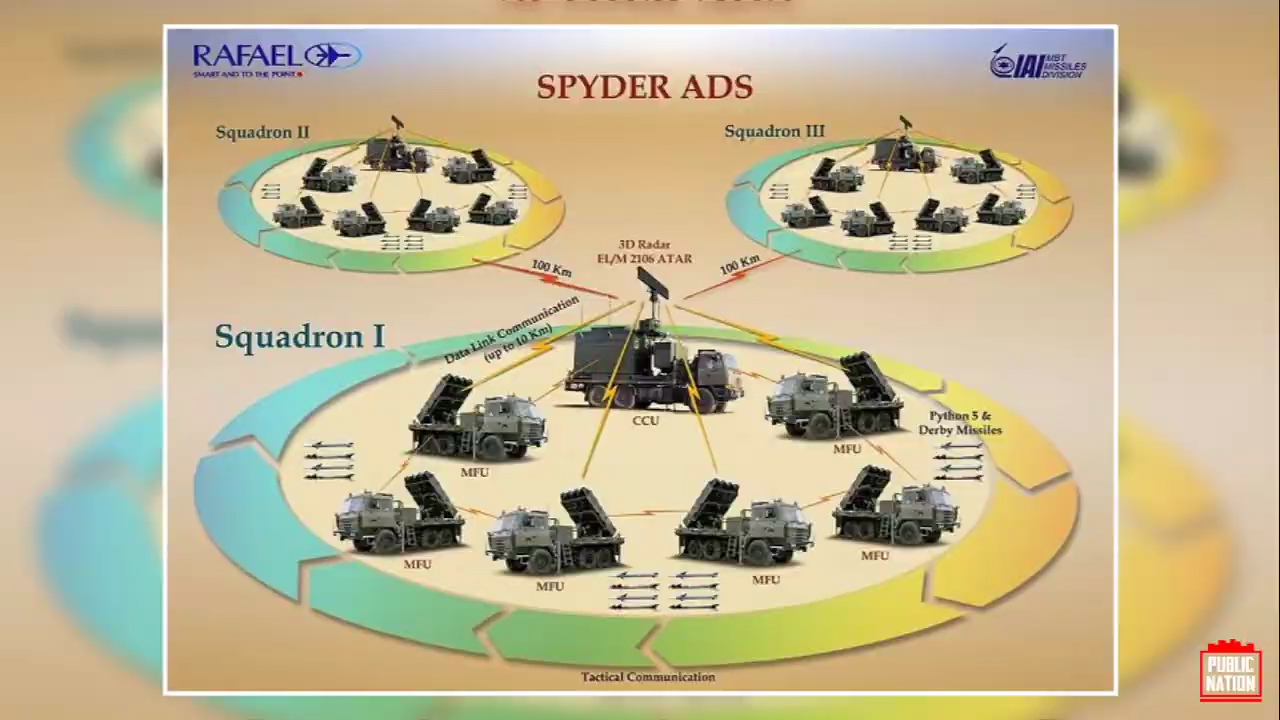 RAFAEL
SMART AND TO THE POINT
IAI MBT
MISSILES
DIVISION
SPYDER ADS
Squadron II
Squadron III
3D Radar
EL/M 2106 ATAR
100 Km
100 Km
Squadron I
Data Link Communication
(up to 10 Km)
CCU
Python 5 &
Derby Missiles
MFU
MFU
MFU
MFU
MFU
MFU
Tactical Communication
PUBLIC
NATION